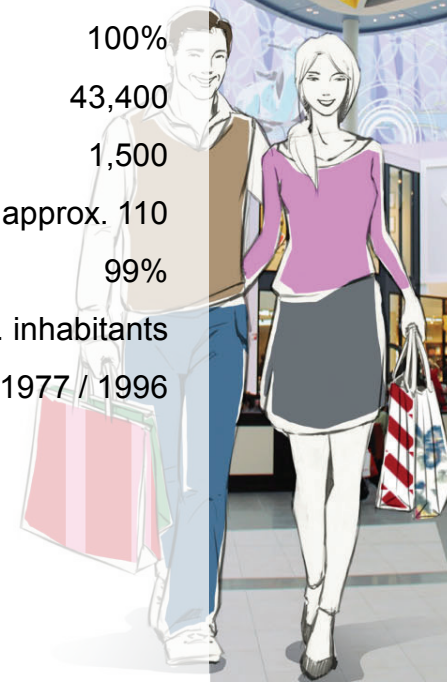 100%
43,400
1,500
approx. 110
99%
. inhabitants
1977 / 1996